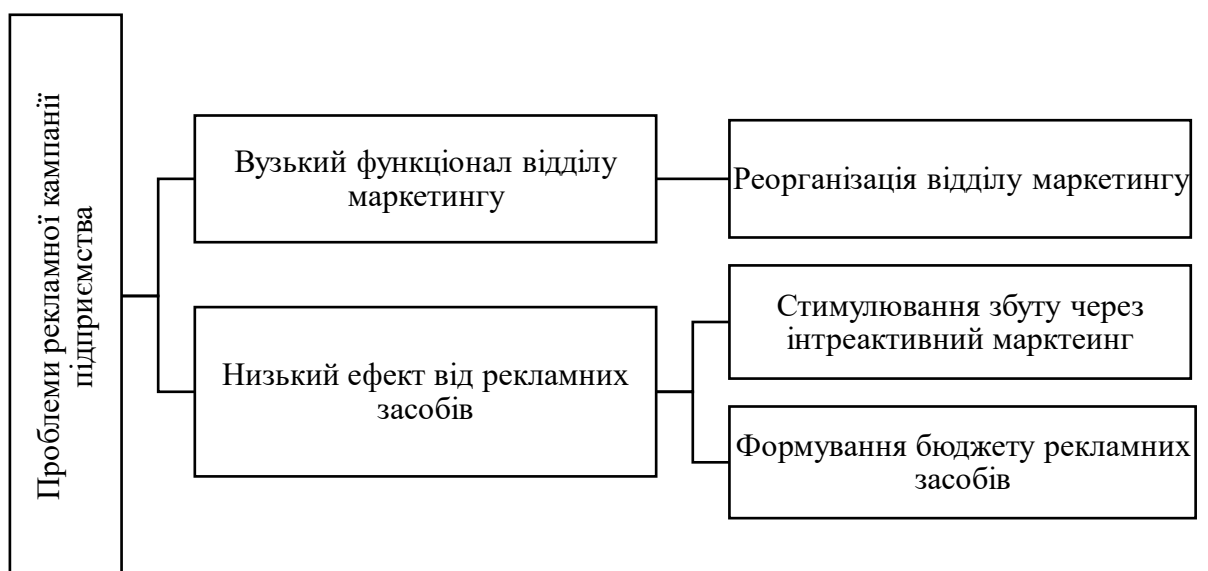 Проблеми рекламної кампанії
підприємства
Вузький функціонал відділу
маркетингу
Реорганізація відділу маркетингу
Низький ефект від рекламних
засобів
Стимулювання збуту через
інтреактивний марктеинг
Формування бюджету рекламних
засобів